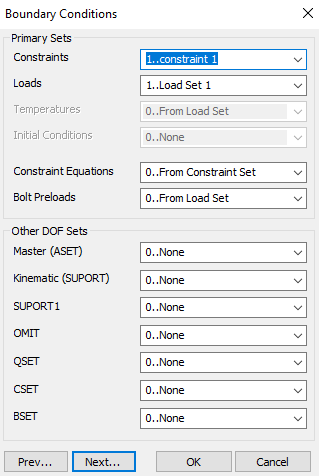 Boundary Conditions
Primary Sets
Constraints 1..constraint 1
Loads 1..Load Set 1
Temperatures 0..From Load Set
Initial Conditions 0..None
Constraint Equations 0..From Constraint Set
Bolt Preloads 0..From Load Set
Other DOF Sets
Master (ASET) 0..None
Kinematic (SUPORT) 0..None
SUPORT1 0..None
OMIT 0..None
QSET 0..None
CSET 0..None
BSET 0..None
Prev... Next... OK Cancel